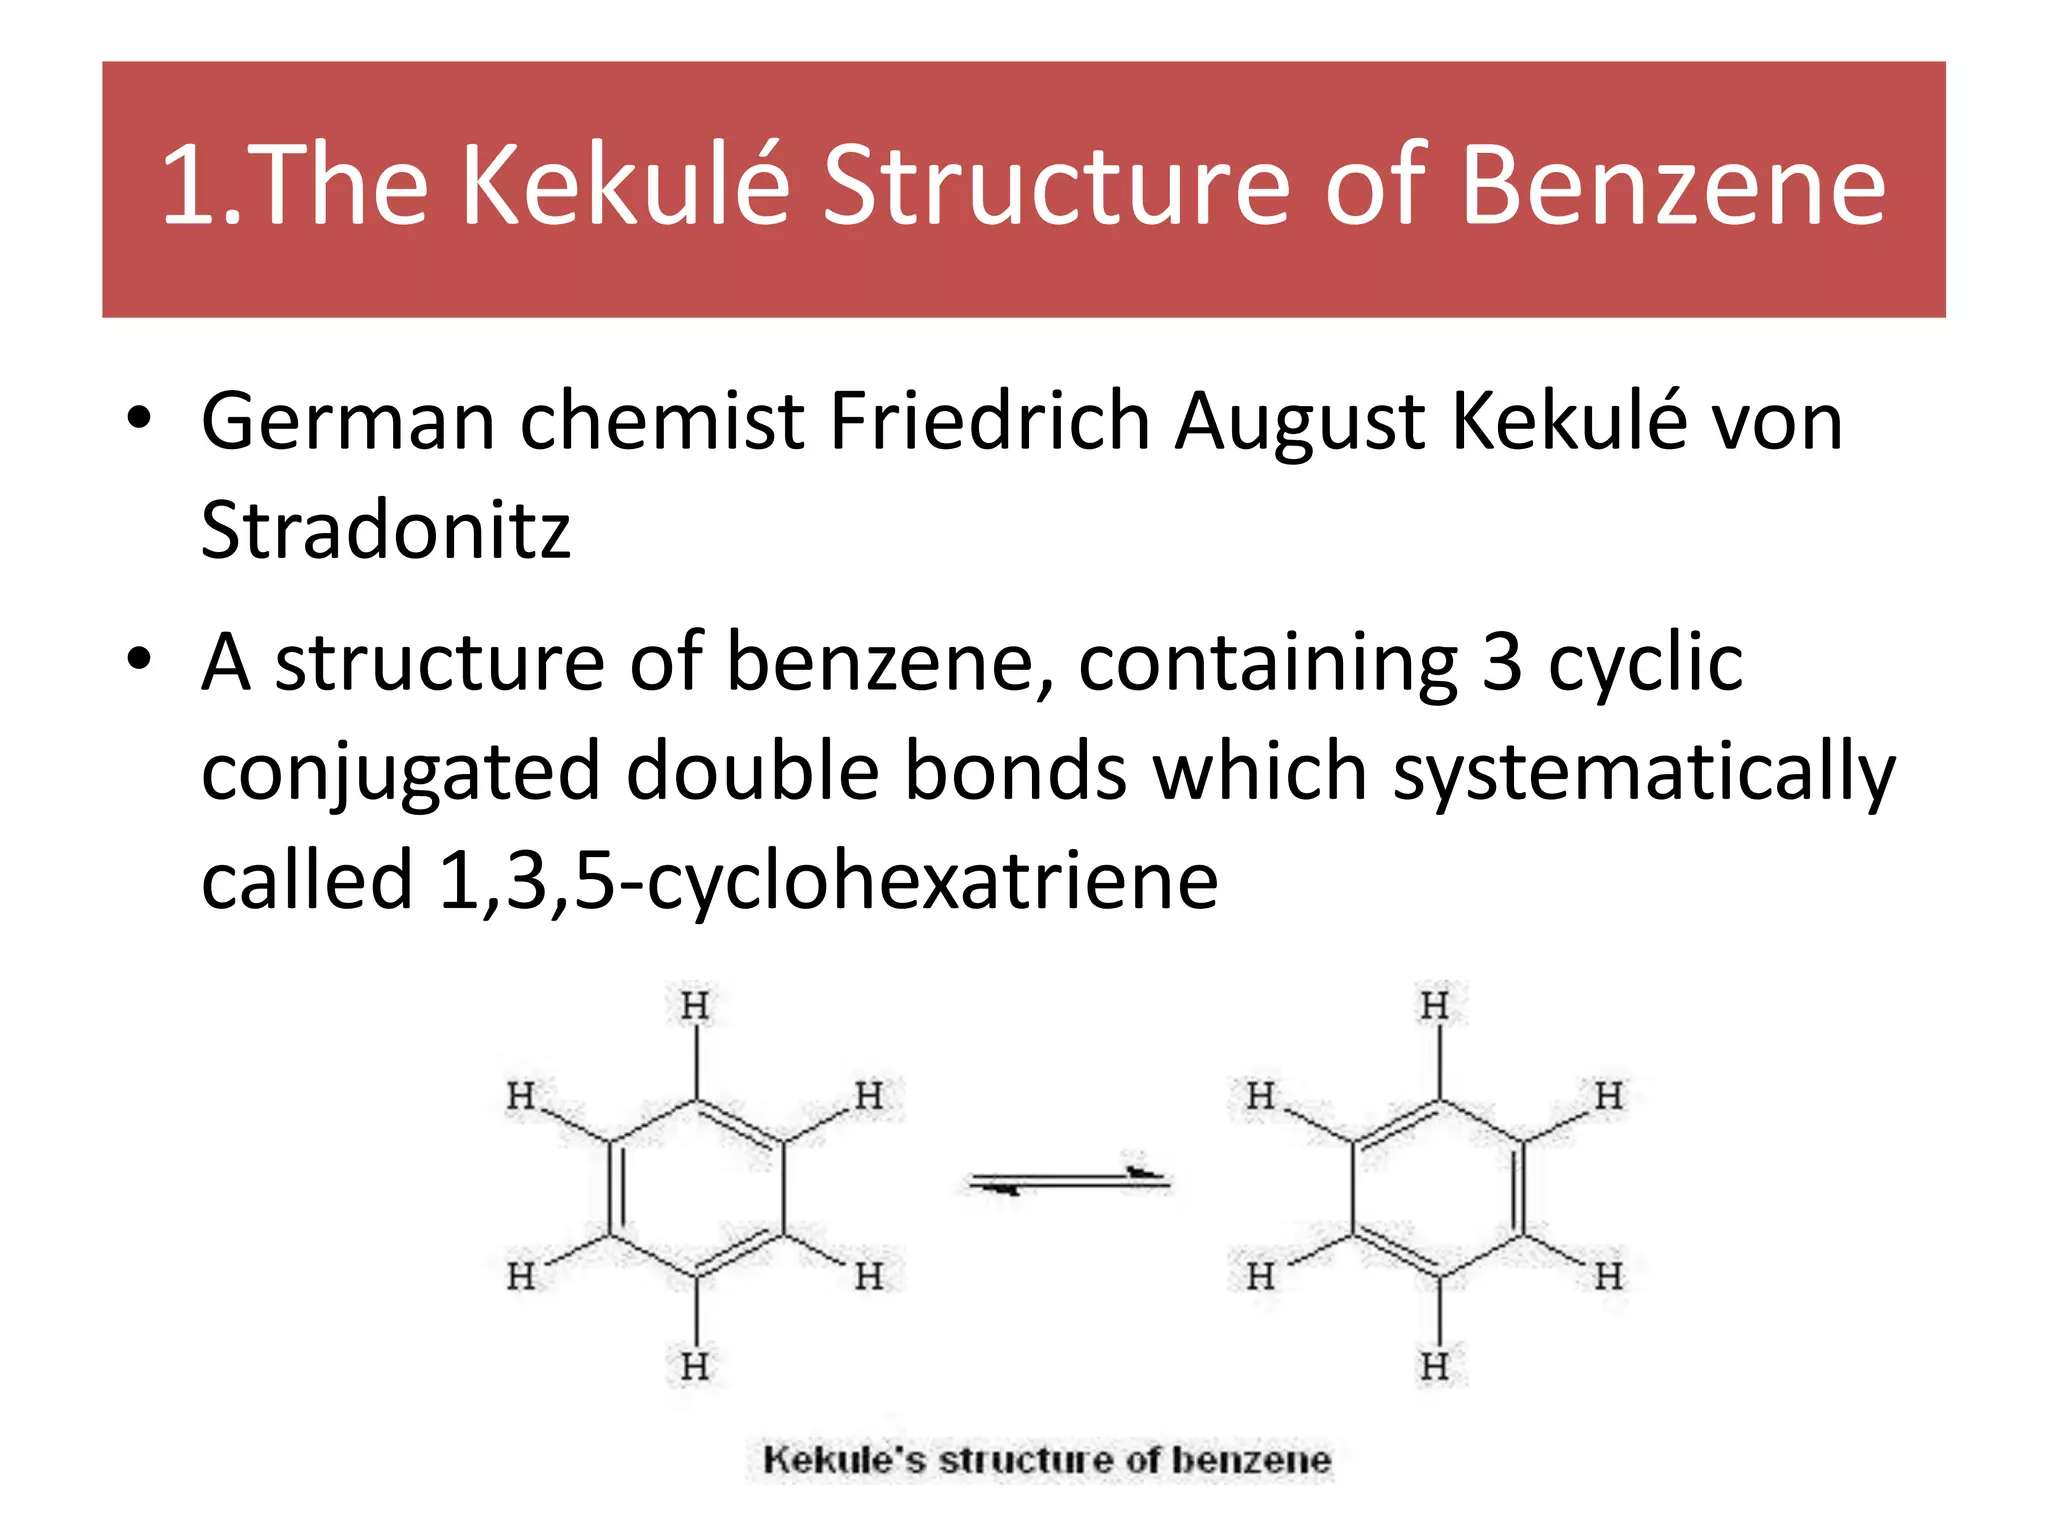 1.The Kekulé Structure of Benzene
• German chemist Friedrich August Kekulé von
Stradonitz
• A structure of benzene, containing 3 cyclic
conjugated double bonds which systematically
called 1,3,5-cyclohexatriene
H H
H H H H
H H H H
H H
Kekule's structure of benzene